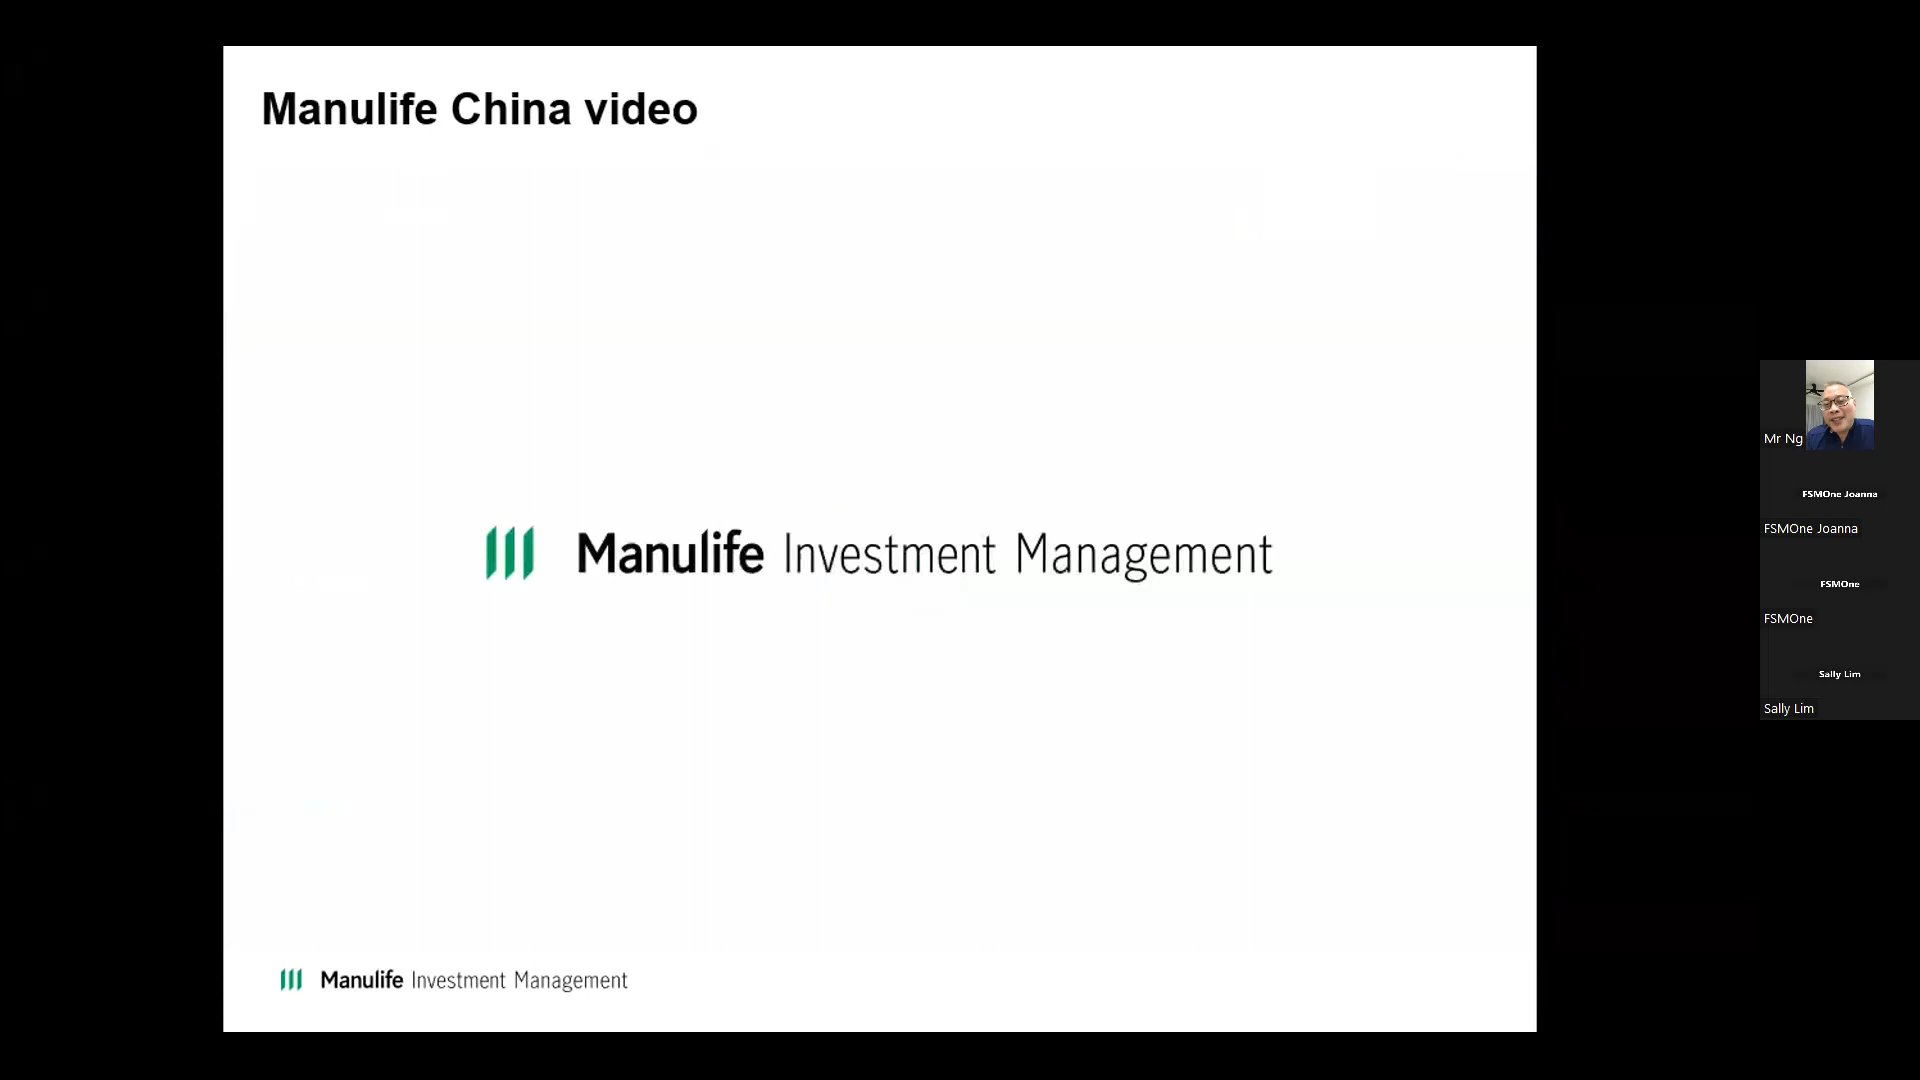 Manulife China video
Manulife Investment Management
Manulife Investment Management
Mr Ng
FSMOne Joanna
FSMOne Joanna
FSMOne
FSMOne
Sally Lim
Sally Lim